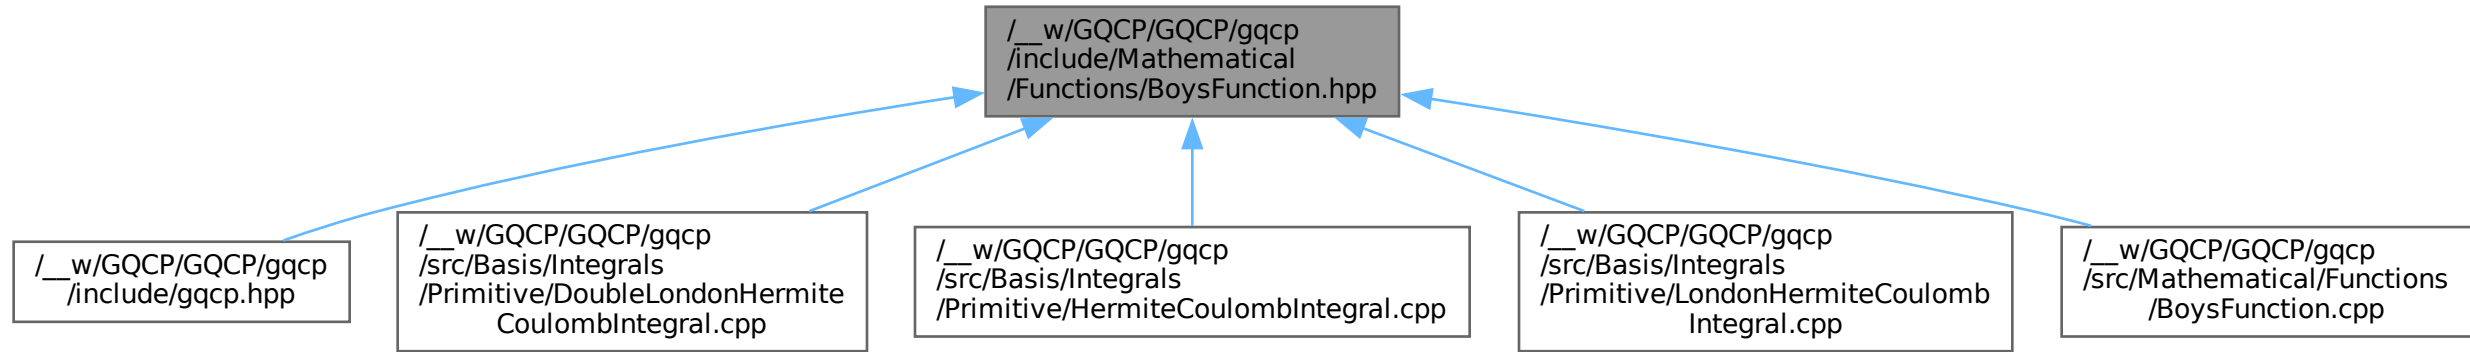 /__w/GQCP/GQCP/gqcp
/include/Mathematical
/Functions/BoysFunction.hpp
/__w/GQCP/GQCP/gqcp
/include/gqcp.hpp
/__w/GQCP/GQCP/gqcp
/src/Basis/Integrals
/Primitive/DoubleLondonHermite
CoulombIntegral.cpp
/__w/GQCP/GQCP/gqcp
/src/Basis/Integrals
/Primitive/HermiteCoulombIntegral.cpp
/__w/GQCP/GQCP/gqcp
/src/Basis/Integrals
/Primitive/LondonHermiteCoulomb
Integral.cpp
/__w/GQCP/GQCP/gqcp
/src/Mathematical/Functions
/BoysFunction.cpp